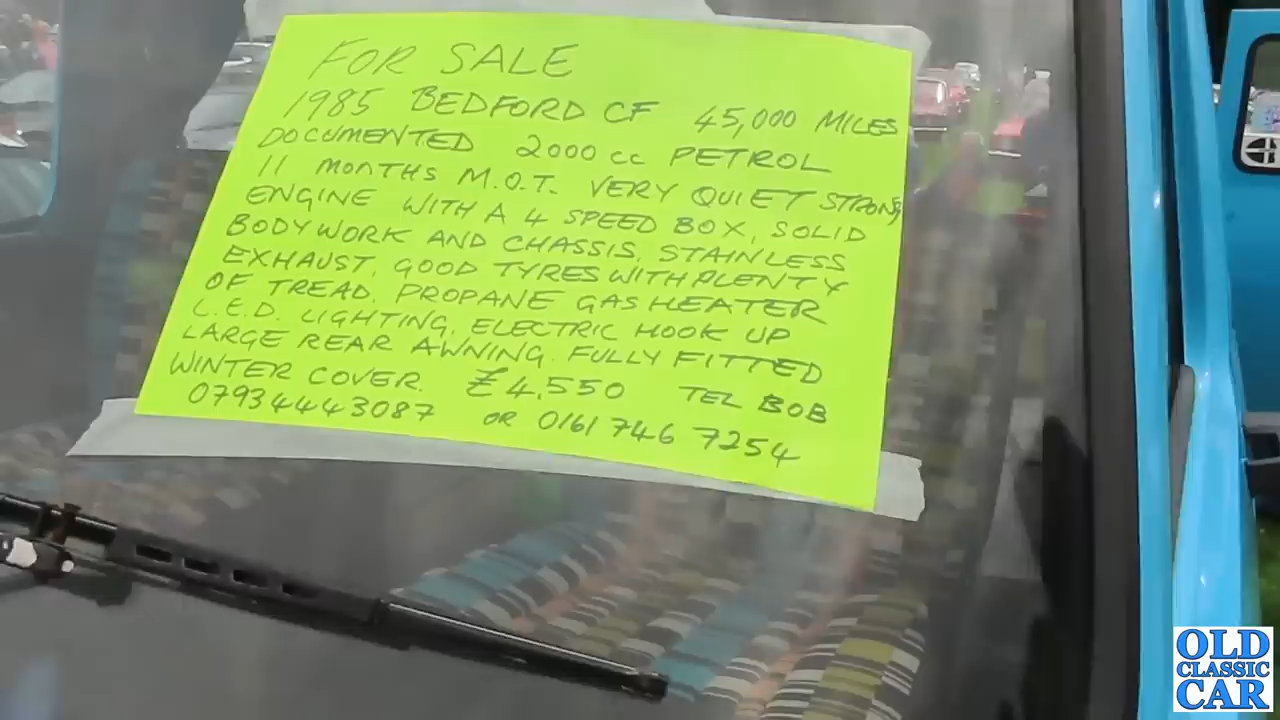 FOR SALE
1985 BEDFORD CF 45,000 MILES
DOCUMENTED 2000 cc PETROL
11 MONTHS M.O.T. VERY QUIET STRONG
ENGINE WITH A 4 SPEED BOX, SOLID
BODYWORK AND CHASSIS, STAINLESS
EXHAUST, GOOD TYRES WITH PLENTY
OF TREAD. PROPANE GAS HEATER
L.E.D. LIGHTING. ELECTRIC HOOK UP
LARGE REAR AWNING. FULLY FITTED
WINTER COVER. £4,550 TEL BOB
07934443087 OR 0161 746 7254
OLD
CLASSIC
CAR